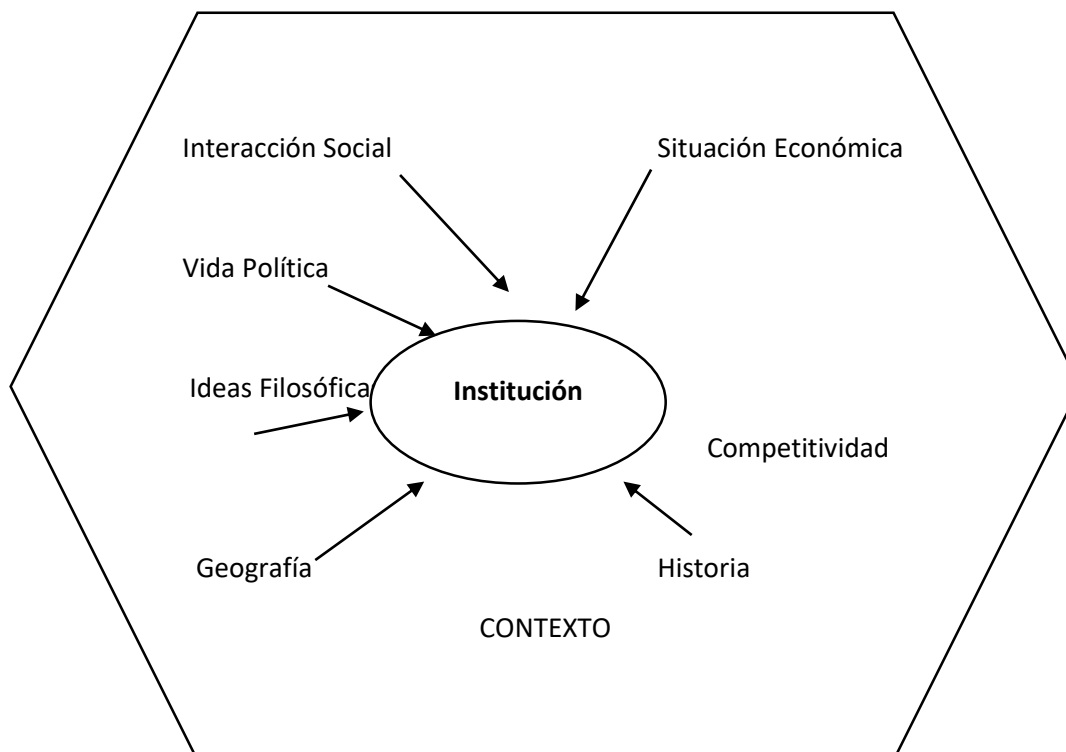 Interacción Social
Situación Económica
Vida Política
Ideas Filosófica
Institución
Competitividad
Geografía
Historia
CONTEXTO